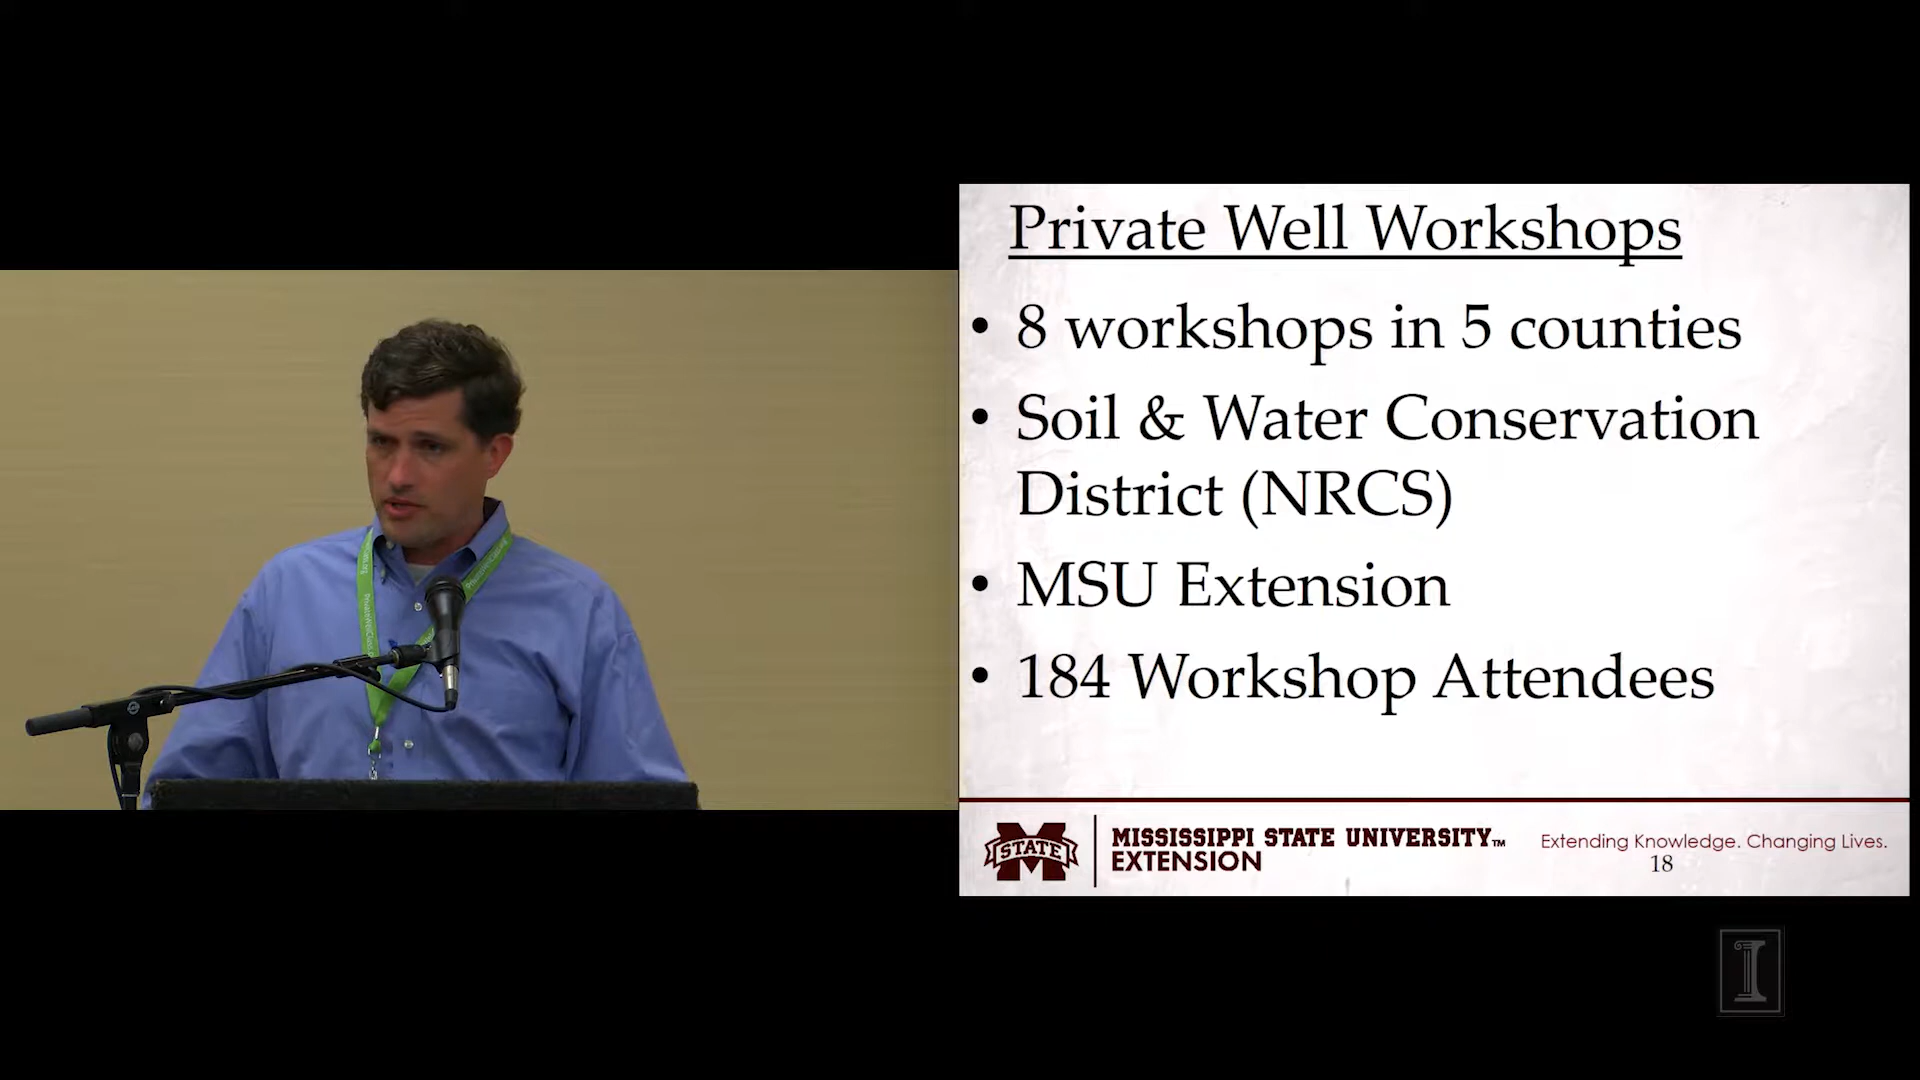 Private Well Workshops
• 8 workshops in 5 counties
• Soil & Water Conservation
District (NRCS)
• MSU Extension
• 184 Workshop Attendees
STATE
MISSISSIPPI STATE UNIVERSITY™
EXTENSION
Extending Knowledge. Changing Lives.
18